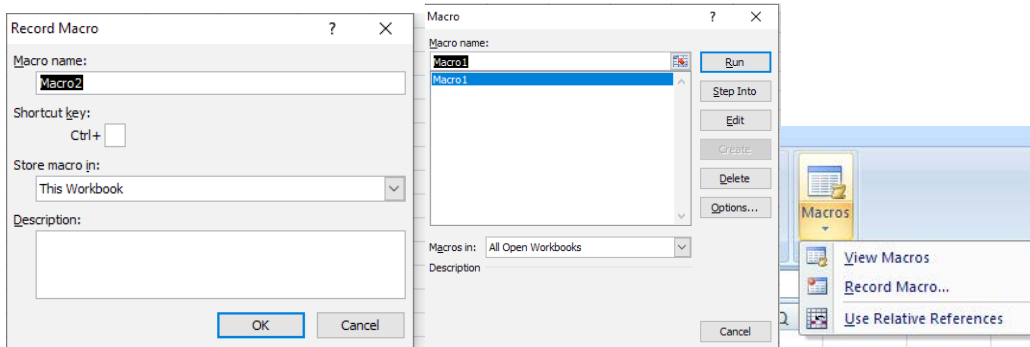 Record Macro
?
Macro name:
Macro2
Shortcut key:
Ctrl+
Store macro in:
This Workbook
Description:
OK
Cancel
Macro
?
Macro name:
Macro1
Macro1
Run
Step Into
Edit
Create
Delete
Options...
Macros in: All Open Workbooks
Description
Cancel
Macros
View Macros
Record Macro...
Use Relative References